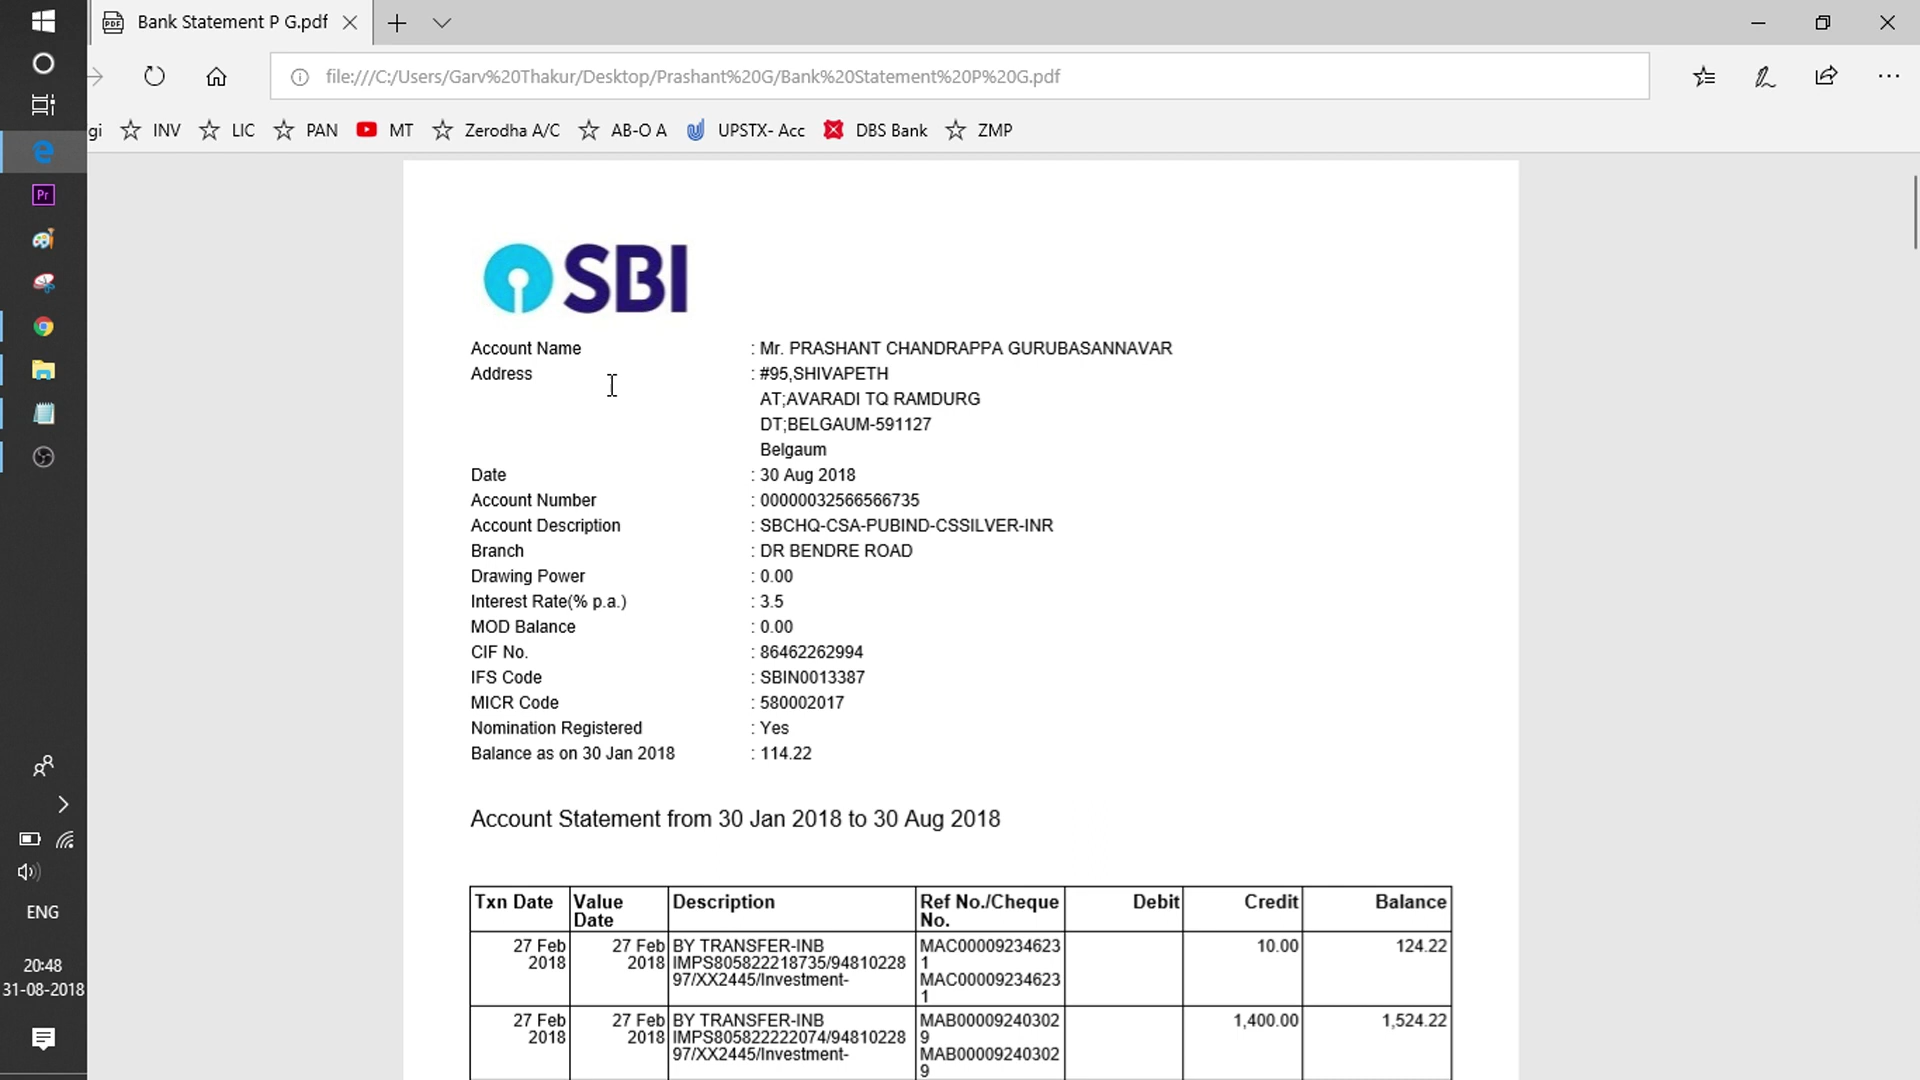 Bank Statement P G.pdf
file:///C:/Users/Garv%20Thakur/Desktop/Prashant%20G/Bank%20Statement%20P%20G.pdf
gi INV LIC PAN MT Zerodha A/C AB-O A UPSTX- Acc DBS Bank ZMP
Pr
SBI
Account Name : Mr. PRASHANT CHANDRAPPA GURUBASANNAVAR
Address : #95,SHIVAPETH
AT;AVARADI TQ RAMDURG
DT;BELGAUM-591127
Belgaum
Date : 30 Aug 2018
Account Number : 00000032566566735
Account Description : SBCHQ-CSA-PUBIND-CSSILVER-INR
Branch : DR BENDRE ROAD
Drawing Power : 0.00
Interest Rate(% p.a.) : 3.5
MOD Balance : 0.00
CIF No. : 86462262994
IFS Code : SBIN0013387
MICR Code : 580002017
Nomination Registered : Yes
Balance as on 30 Jan 2018 : 114.22
Account Statement from 30 Jan 2018 to 30 Aug 2018
Txn Date Value Description Ref No./Cheque Debit Credit Balance
Date No.
27 Feb 27 Feb BY TRANSFER-INB MAC00009234623 10.00 124.22
2018 2018 IMPS805822218735/94810228 1
97/XX2445/Investment- MAC00009234623
1
27 Feb 27 Feb BY TRANSFER-INB MAB00009240302 1,400.00 1,524.22
2018 2018 IMPS805822222074/94810228 9
97/XX2445/Investment- MAB00009240302
9
ENG
20:48
31-08-2018